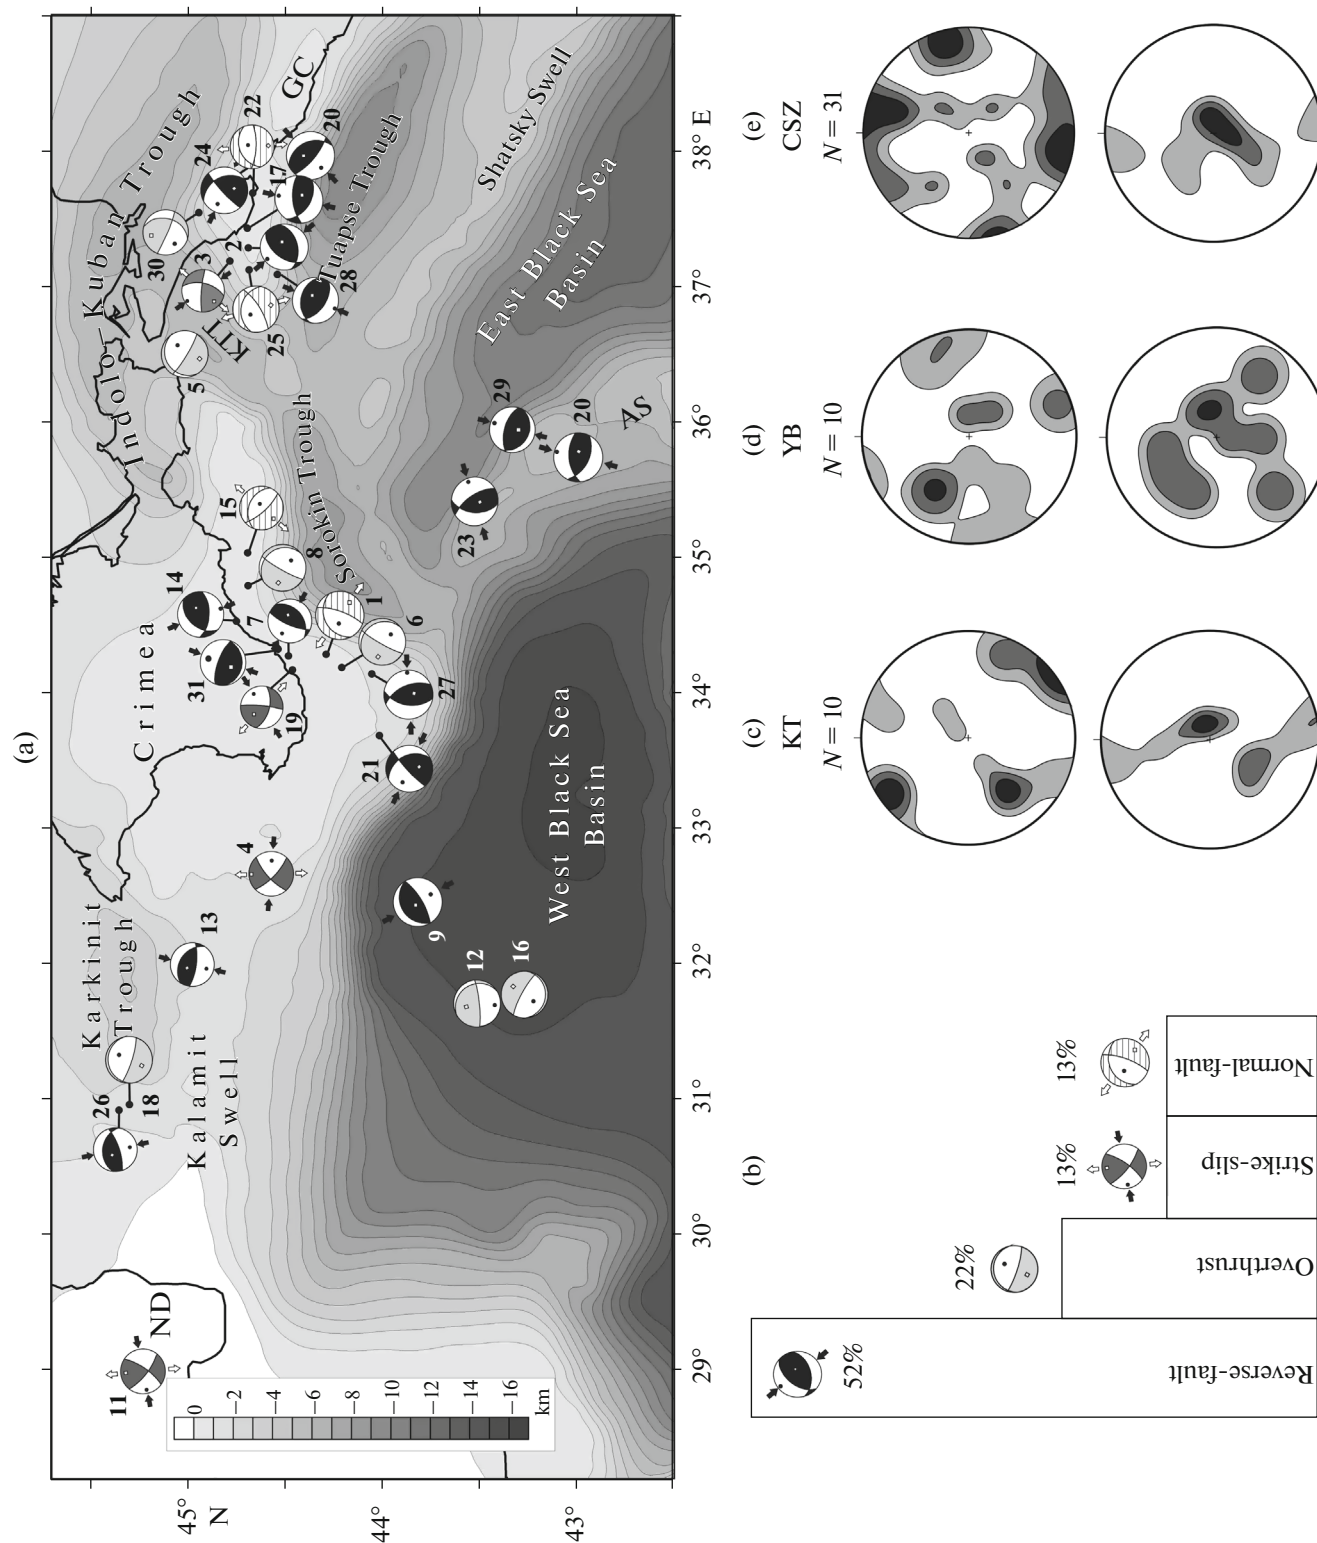 (a)
Indolo–Kuban Trough
GC
KTT
Tuapse Trough
Shatsky Swell
East Black Sea
Basin
AS
Sorokin Trough
Crimea
West Black Sea
Basin
Karkinit
Trough
Kalamit
Swell
ND
30
24
22
3
2
17
20
5
25
28
15
8
14
7
1
6
31
19
27
21
29
20
23
4
13
9
12
16
26
18
11
45°
N
44°
43°
29°
30°
31°
32°
33°
34°
35°
36°
37°
38° E
0
–2
–4
–6
–8
–10
–12
–14
–16
km
(b)
52%
22%
13%
13%
Reverse-fault
Overthrust
Strike-slip
Normal-fault
(c)
KT
N = 10
(d)
YB
N = 10
(e)
CSZ
N = 31